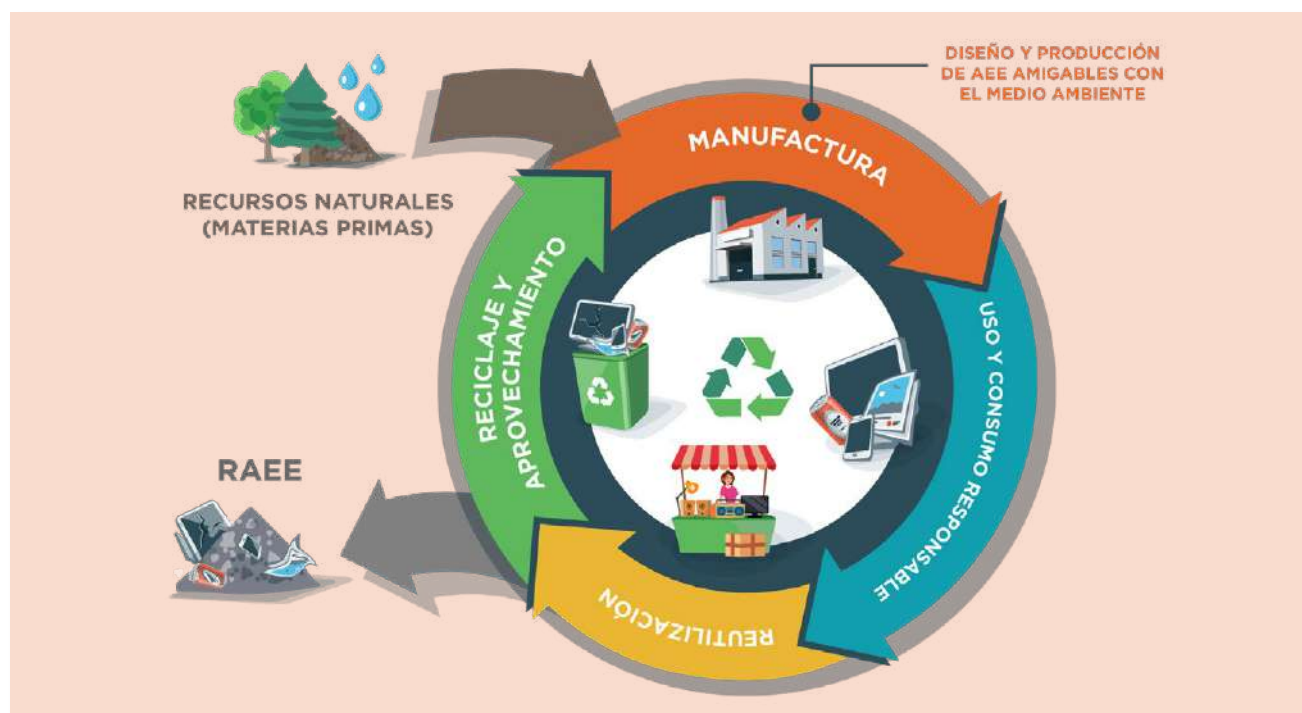 DISEÑO Y PRODUCCIÓN
DE AEE AMIGABLES CON
EL MEDIO AMBIENTE
MANUFACTURA
RECURSOS NATURALES
(MATERIAS PRIMAS)
USO Y CONSUMO RESPONSABLE
RECICLAJE Y
APROVECHAMIENTO
RAEE
REUTILIZACIÓN